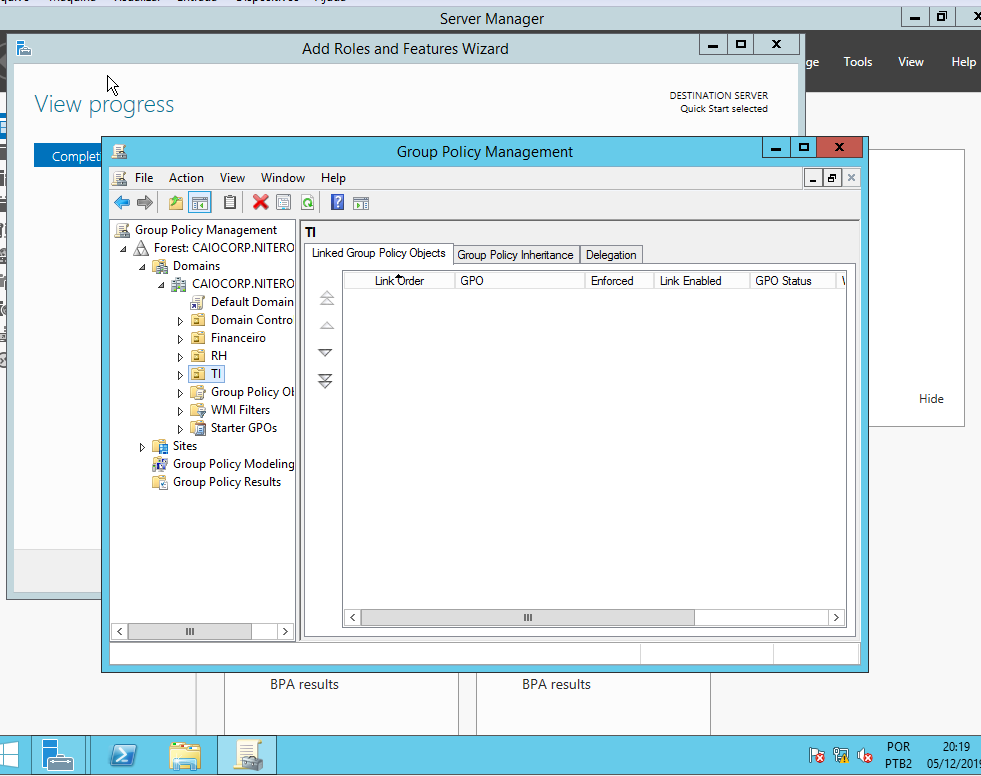 Server Manager
Add Roles and Features Wizard
Tools
View
Help
View progress
DESTINATION SERVER
Quick Start selected
Complet
Group Policy Management
File Action View Window Help
Group Policy Management
Forest: CAIOCORP.NITERO
Domains
CAIOCORP.NITERO
Default Domain
Domain Contro
Financeiro
RH
TI
Group Policy Ob
WMI Filters
Starter GPOs
Sites
Group Policy Modeling
Group Policy Results
TI
Linked Group Policy Objects Group Policy Inheritance Delegation
Link Order GPO Enforced Link Enabled GPO Status
Hide
BPA results BPA results
POR 20:19
PTB2 05/12/201